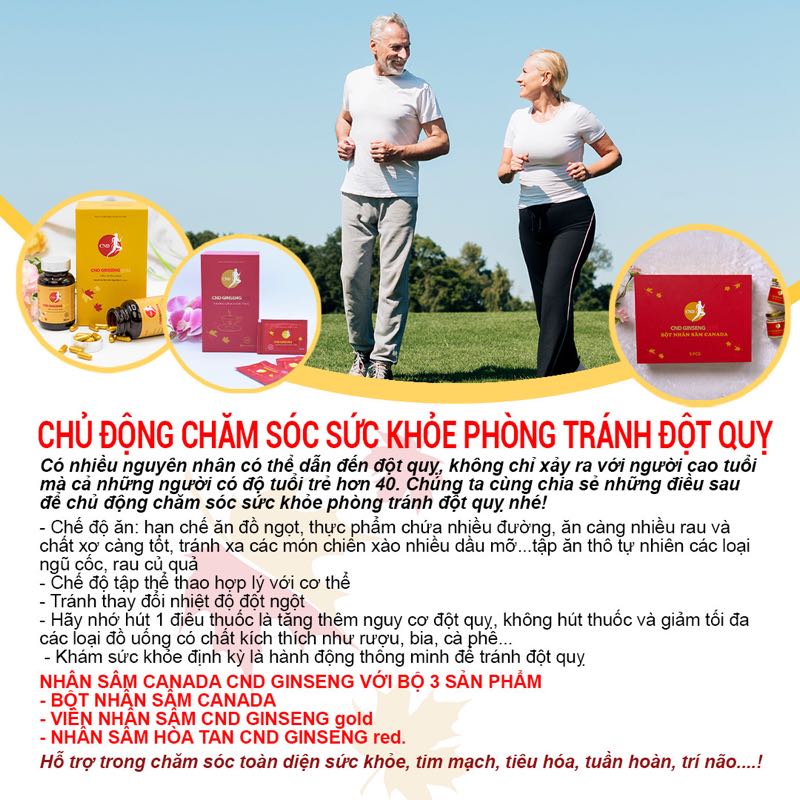 CND
CND GINSENG GOLD
CND
CND GINSENG
CND GINSENG
BỘT NHÂN SÂM CANADA
5 PCS
CHỦ ĐỘNG CHĂM SÓC SỨC KHỎE PHÒNG TRÁNH ĐỘT QUỴ
Có nhiều nguyên nhân có thể dẫn đến đột quỵ, không chỉ xảy ra với người cao tuổi
mà cả những người có độ tuổi trẻ hơn 40. Chúng ta cùng chia sẻ những điều sau
để chủ động chăm sóc sức khỏe phòng tránh đột quỵ nhé!
- Chế độ ăn: hạn chế ăn đồ ngọt, thực phẩm chứa nhiều đường, ăn càng nhiều rau và
chất xơ càng tốt, tránh xa các món chiên xào nhiều dầu mỡ...tập ăn thô tự nhiên các loại
ngũ cốc, rau củ quả
- Chế độ tập thể thao hợp lý với cơ thể
- Tránh thay đổi nhiệt độ đột ngột
- Hãy nhớ hút 1 điếu thuốc là tăng thêm nguy cơ đột quỵ, không hút thuốc và giảm tối đa
các loại đồ uống có chất kích thích như rượu, bia, cà phê...
- Khám sức khỏe định kỳ là hành động thông minh để tránh đột quỵ
NHÂN SÂM CANADA CND GINSENG VỚI BỘ 3 SẢN PHẨM
- BỘT NHÂN SÂM CANADA
- VIÊN NHÂN SÂM CND GINSENG gold
- NHÂN SÂM HÒA TAN CND GINSENG red.
Hỗ trợ trong chăm sóc toàn diện sức khỏe, tim mạch, tiêu hóa, tuần hoàn, trí não....!